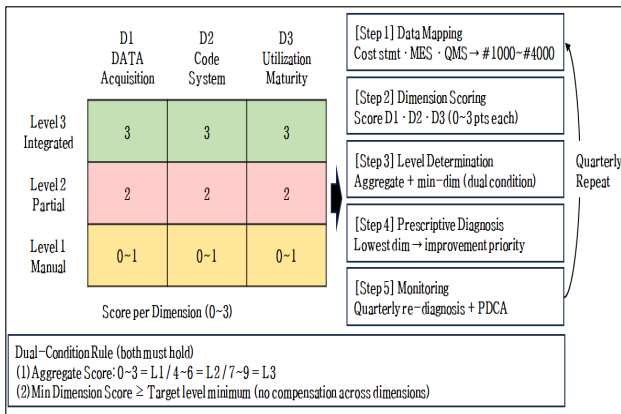 D1
DATA
Acquisition
D2
Code
System
D3
Utilization
Maturity
Level 3
Integrated
3
3
3
Level 2
Partial
2
2
2
Level 1
Manual
0~1
0~1
0~1
Score per Dimension (0~3)
[Step 1] Data Mapping
Cost stmt · MES · QMS→ #1000~#4000
[Step 2] Dimension Scoring
Score D1 · D2 · D3 (0~3 pts each)
[Step 3] Level Determination
Aggregate + min-dim (dual condition)
[Step 4] Prescriptive Diagnosis
Lowest dim → improvement priority
[Step 5] Monitoring
Quarterly re-diagnosis + PDCA
Quarterly
Repeat
Dual-Condition Rule (both must hold)
(1) Aggregate Score: 0~3 = L1 / 4~6 = L2 / 7~9 = L3
(2) Min Dimension Score ≥ Target level minimum (no compensation across dimensions)